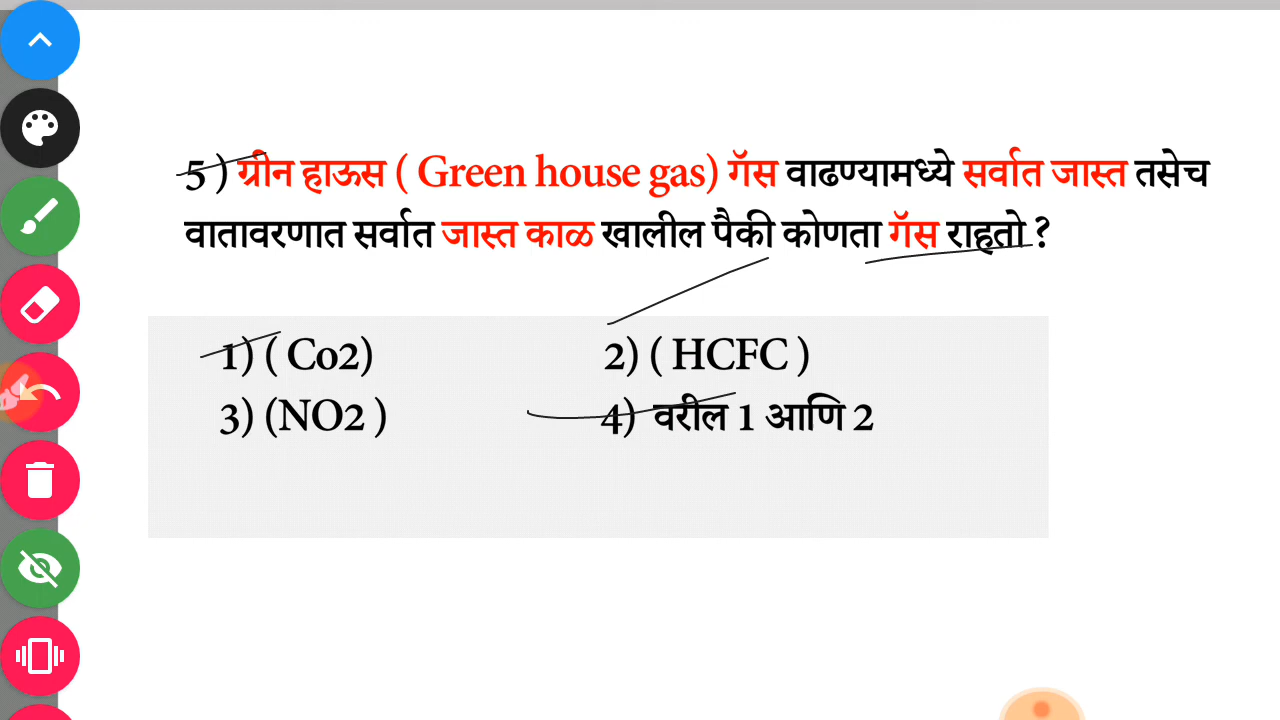 5 ) ग्रीन हाऊस ( Green house gas) गॅस वाढण्यामध्ये सर्वात जास्त तसेच
वातावरणात सर्वात जास्त काळ खालील पैकी कोणता गॅस राहतो ?
1) ( Co2) 2) ( HCFC )
3) (NO2 ) 4) वरील 1 आणि 2